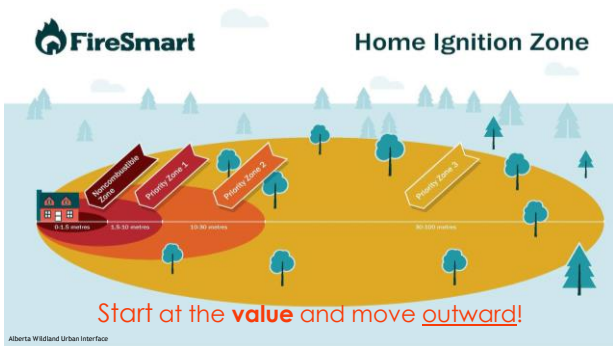 FireSmart
Home Ignition Zone
Noncombustible
Zone
Priority Zone 1
Priority Zone 2
Priority Zone 3
0-1.5 metres
1.5-10 metres
10-30 metres
30-100 metres
Start at the value and move outward!
Alberta Wildland Urban Interface